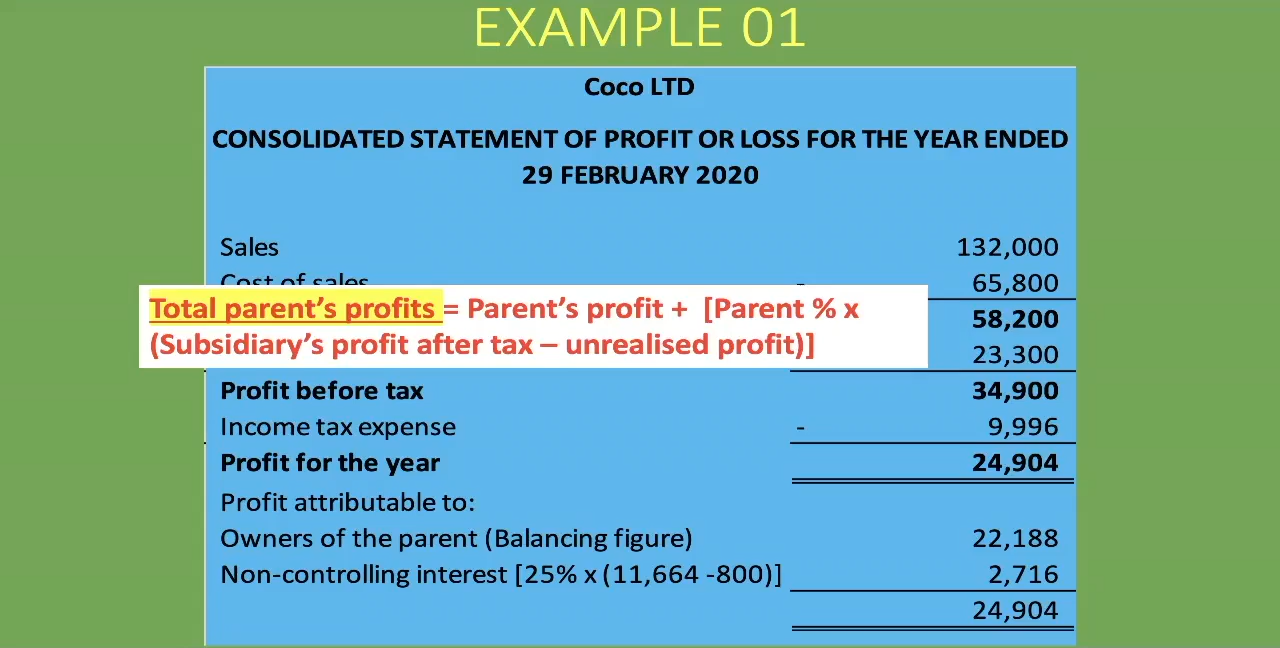 EXAMPLE 01
Coco LTD
CONSOLIDATED STATEMENT OF PROFIT OR LOSS FOR THE YEAR ENDED
29 FEBRUARY 2020
Sales 132,000
Cost of sales - 65,800
Total parent's profits = Parent's profit + [Parent % x
(Subsidiary's profit after tax – unrealised profit)]
58,200
23,300
Profit before tax 34,900
Income tax expense - 9,996
Profit for the year 24,904
Profit attributable to:
Owners of the parent (Balancing figure) 22,188
Non-controlling interest [25% x (11,664 -800)] 2,716
24,904